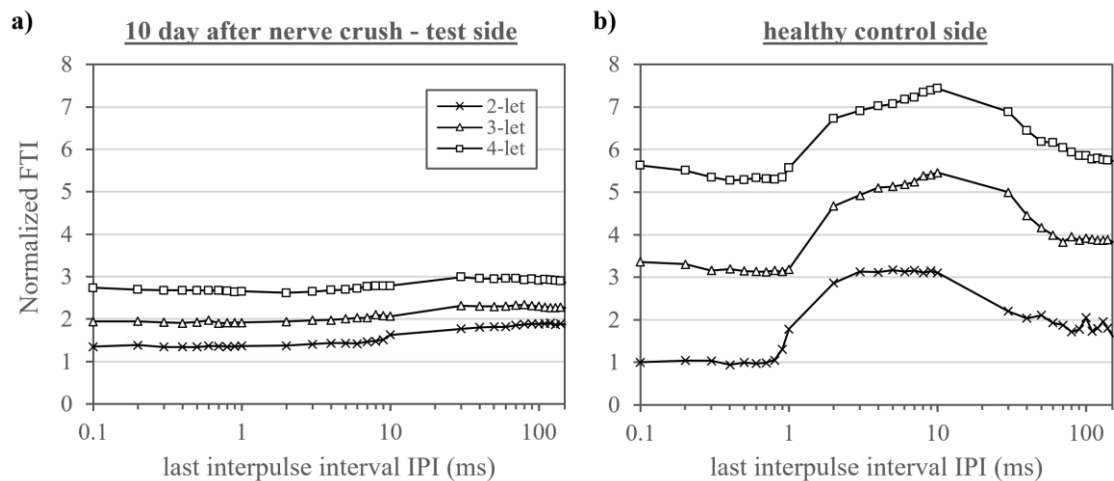 a) 10 day after nerve crush - test side
b) healthy control side
Normalized FTI
8
7
6
5
4
3
2
1
0
2-let
3-let
4-let
0.1 1 10 100
last interpulse interval IPI (ms)
8
7
6
5
4
3
2
1
0
0.1 1 10 100
last interpulse interval IPI (ms)